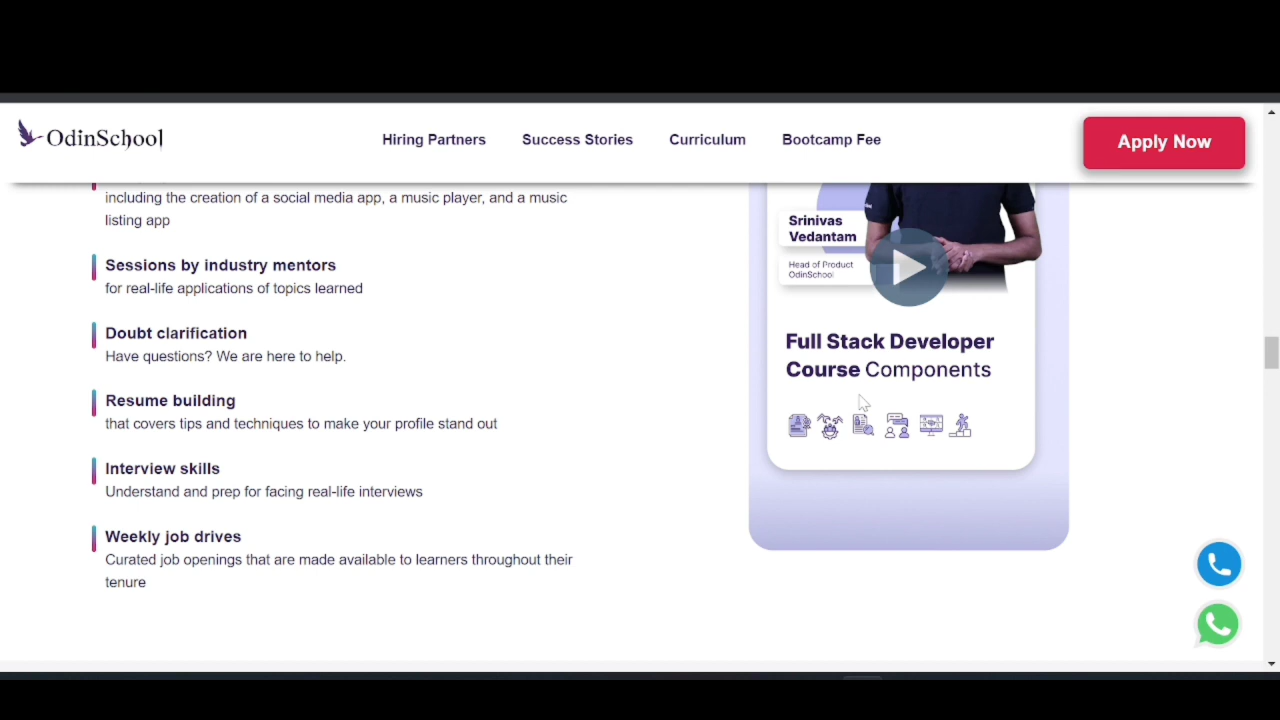 OdinSchool
Hiring Partners
Success Stories
Curriculum
Bootcamp Fee
Apply Now
including the creation of a social media app, a music player, and a music
listing app
Sessions by industry mentors
for real-life applications of topics learned
Doubt clarification
Have questions? We are here to help.
Resume building
that covers tips and techniques to make your profile stand out
Interview skills
Understand and prep for facing real-life interviews
Weekly job drives
Curated job openings that are made available to learners throughout their
tenure
Srinivas
Vedantam
Head of Product
OdinSchool
Full Stack Developer
Course Components